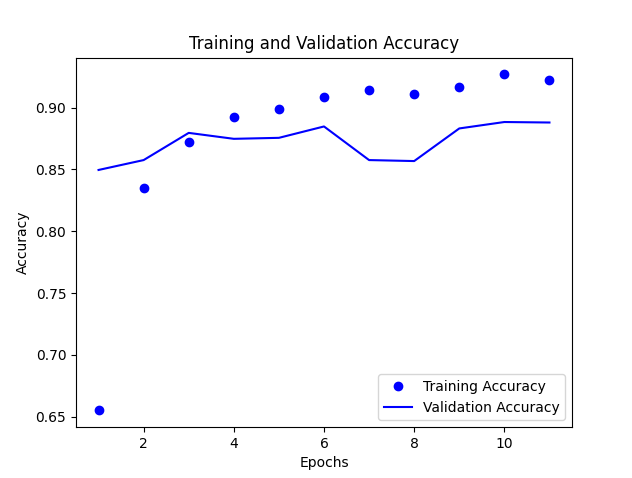 Training and Validation Accuracy
Accuracy
0.90
0.85
0.80
0.75
0.70
0.65
Training Accuracy
Validation Accuracy
2 4 6 8 10
Epochs